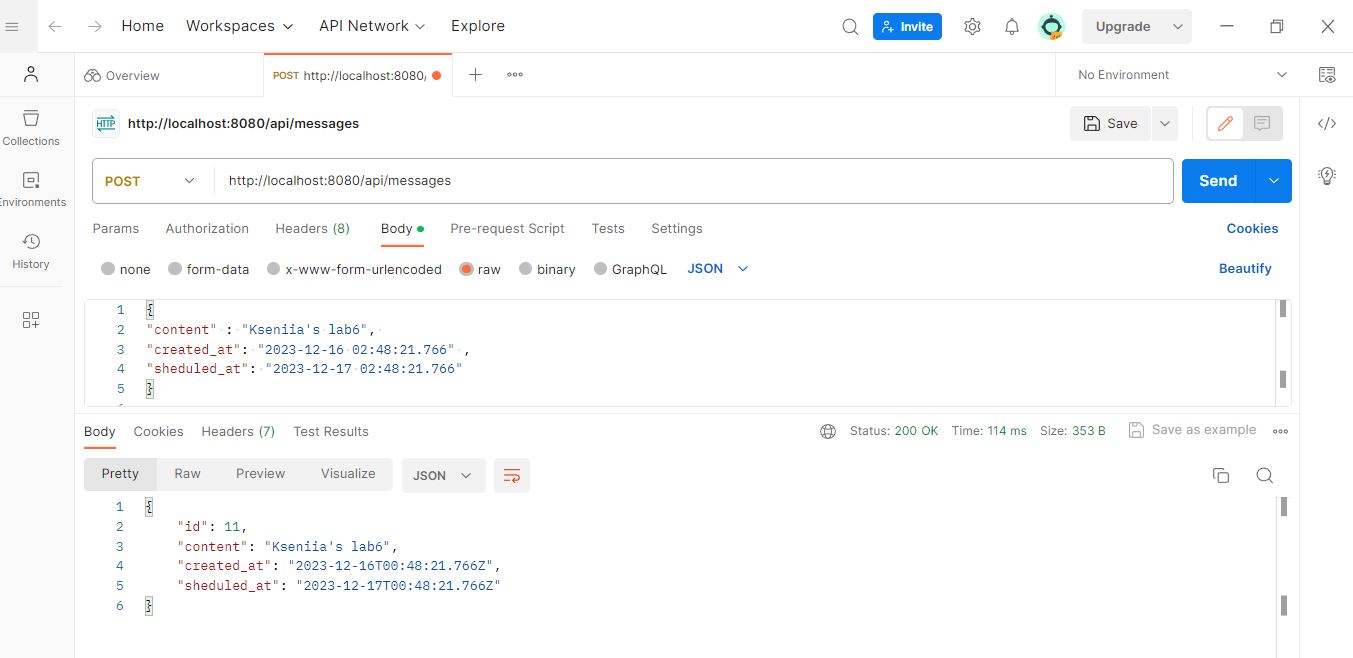 Home Workspaces API Network Explore Invite Upgrade
Overview POST http://localhost:8080/ No Environment
HTTP http://localhost:8080/api/messages Save
Collections
POST http://localhost:8080/api/messages Send
Environments
Params Authorization Headers (8) Body Pre-request Script Tests Settings Cookies
History
none form-data x-www-form-urlencoded raw binary GraphQL JSON Beautify
1 {
2 "content" : "Kseniia's lab6",
3 "created_at": "2023-12-16 02:48:21.766" ,
4 "sheduled_at": "2023-12-17 02:48:21.766"
5 }
Body Cookies Headers (7) Test Results Status: 200 OK Time: 114 ms Size: 353 B Save as example
Pretty Raw Preview Visualize JSON
1 {
2 "id": 11,
3 "content": "Kseniia's lab6",
4 "created_at": "2023-12-16T00:48:21.766Z",
5 "sheduled_at": "2023-12-17T00:48:21.766Z"
6 }